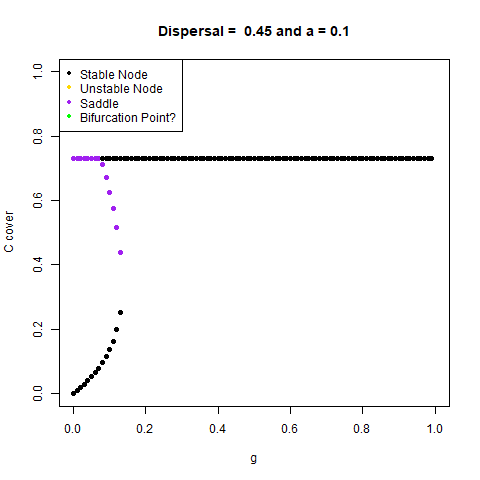 Dispersal =  0.45 and a = 0.1
Stable Node
Unstable Node
Saddle
Bifurcation Point?
C cover
1.0
0.8
0.6
0.4
0.2
0.0
0.0 0.2 0.4 0.6 0.8 1.0
g